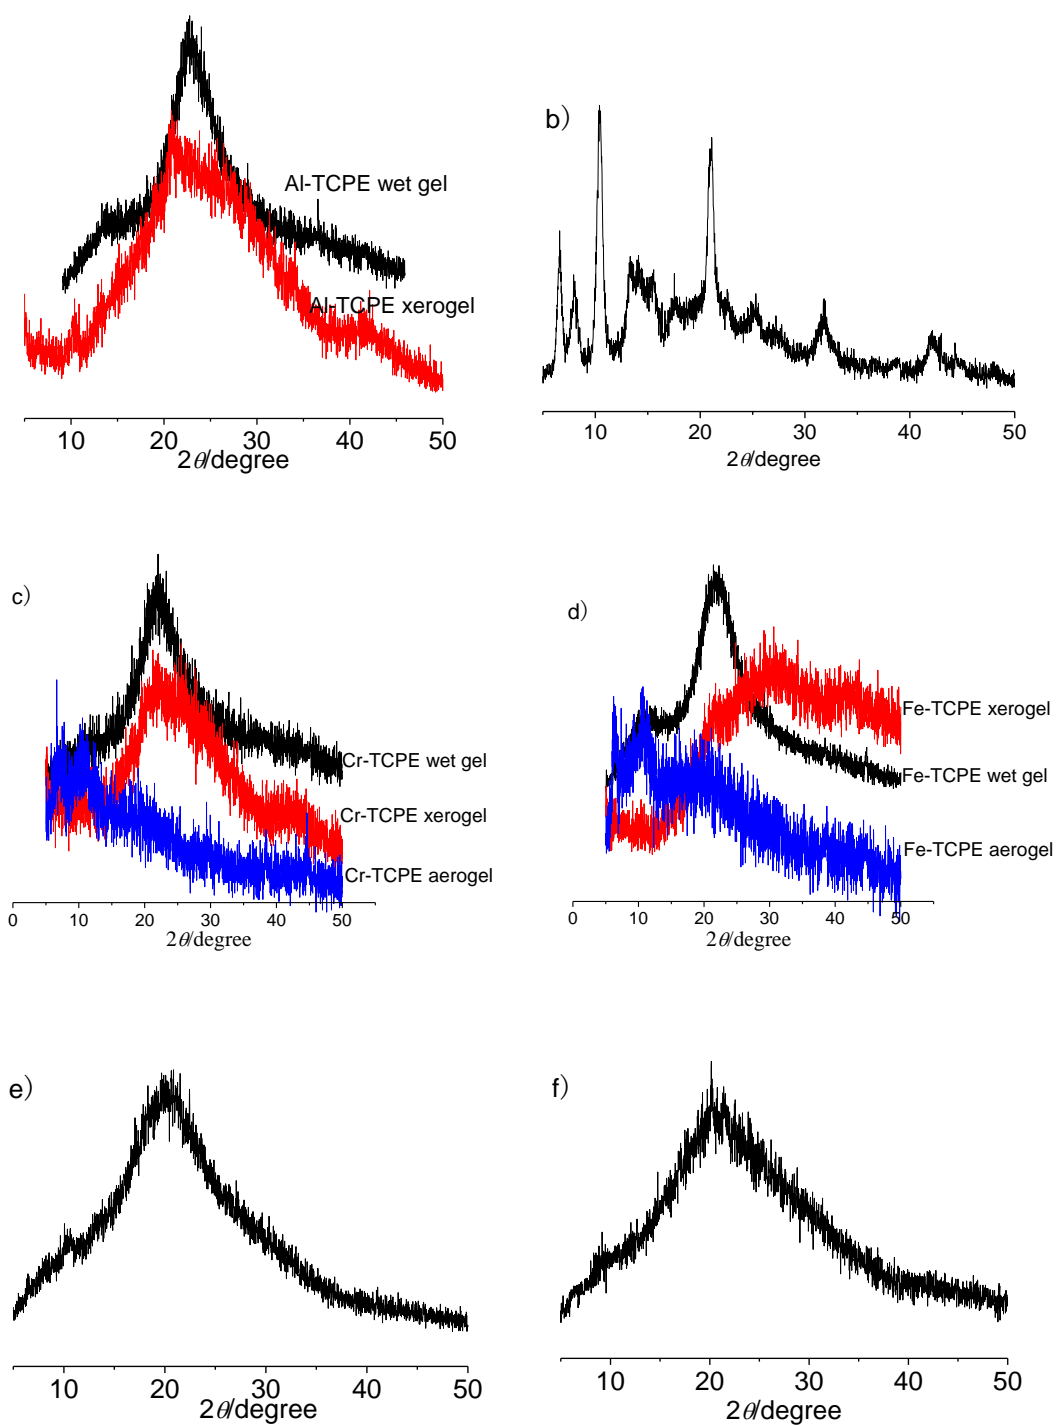 Al-TCPE wet gel
Al-TCPE xerogel
10 20 30 40 50
2θ/degree
b)
10 20 30 40 50
2θ/degree
c)
Cr-TCPE wet gel
Cr-TCPE xerogel
Cr-TCPE aerogel
0 10 20 30 40 50
2θ/degree
d)
Fe-TCPE xerogel
Fe-TCPE wet gel
Fe-TCPE aerogel
0 10 20 30 40 50
2θ/degree
e)
10 20 30 40 50
2θ/degree
f)
10 20 30 40 50
2θ/degree